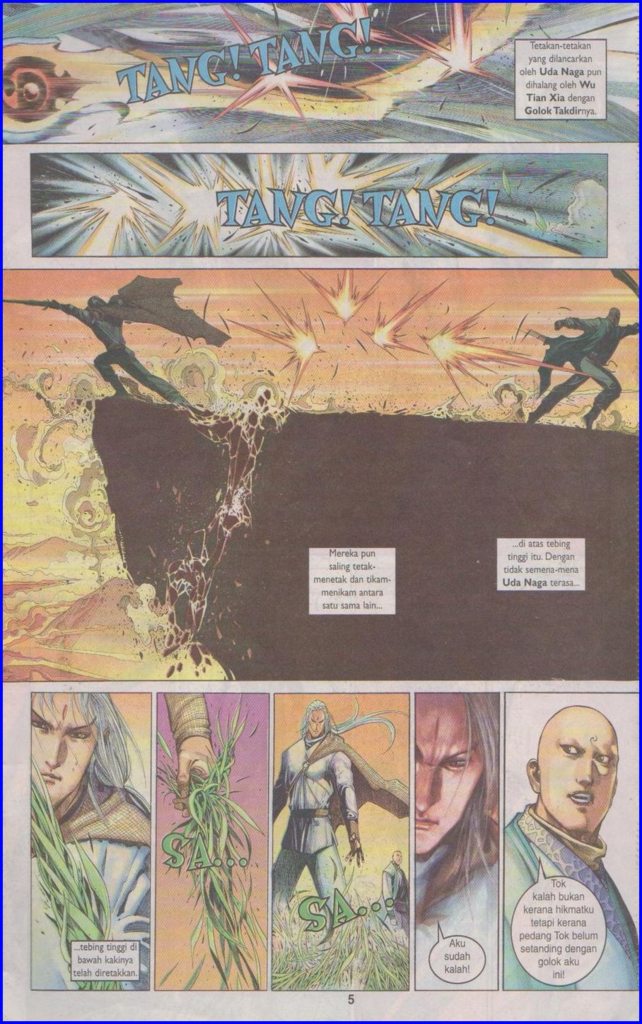 TANG! TANG!
Tetakan-tetakan
yang dilancarkan
oleh Uda Naga pun
dihalang oleh Wu
Tian Xia dengan
Golok Takdirnya.
TANG! TANG!
Mereka pun
saling tetak-
menetak dan tikam-
menikam antara
satu sama lain...
...di atas tebing
tinggi itu. Dengan
tidak semena-mena
Uda Naga terasa...
...tebing tinggi di
bawah kakinya
telah diretakkan.
SA...
SA...
Aku
sudah
kalah!
Tok
kalah bukan
kerana hikmatku
tetapi kerana
pedang Tok belum
setanding dengan
golok aku
ini!
5